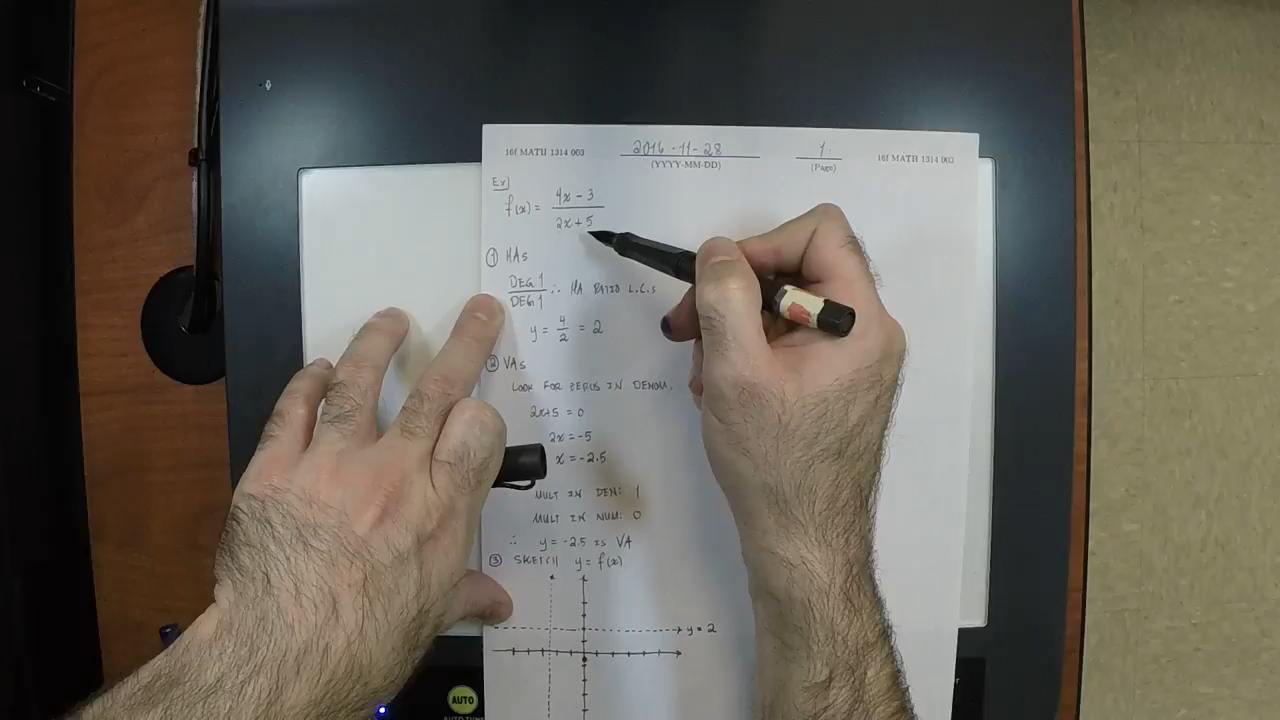 16f MATH 1314 003 2016-11-28 1 16f MATH 1314 003
(YYYY-MM-DD) (Page)
Ex)
f(x) = 4x - 3
2x + 5
① HAs
DEG 1
DEG 1 ∴ HA RATIO L.C.S
y = 4/2 = 2
② VAs
LOOK FOR ZEROS IN DENOM.
2x+5 = 0
2x = -5
x = -2.5
MULT IN DEN: 1
MULT IN NUM: 0
∴ y = -2.5 IS VA
③ SKETCH y = f(x)
y = 2
AUTO